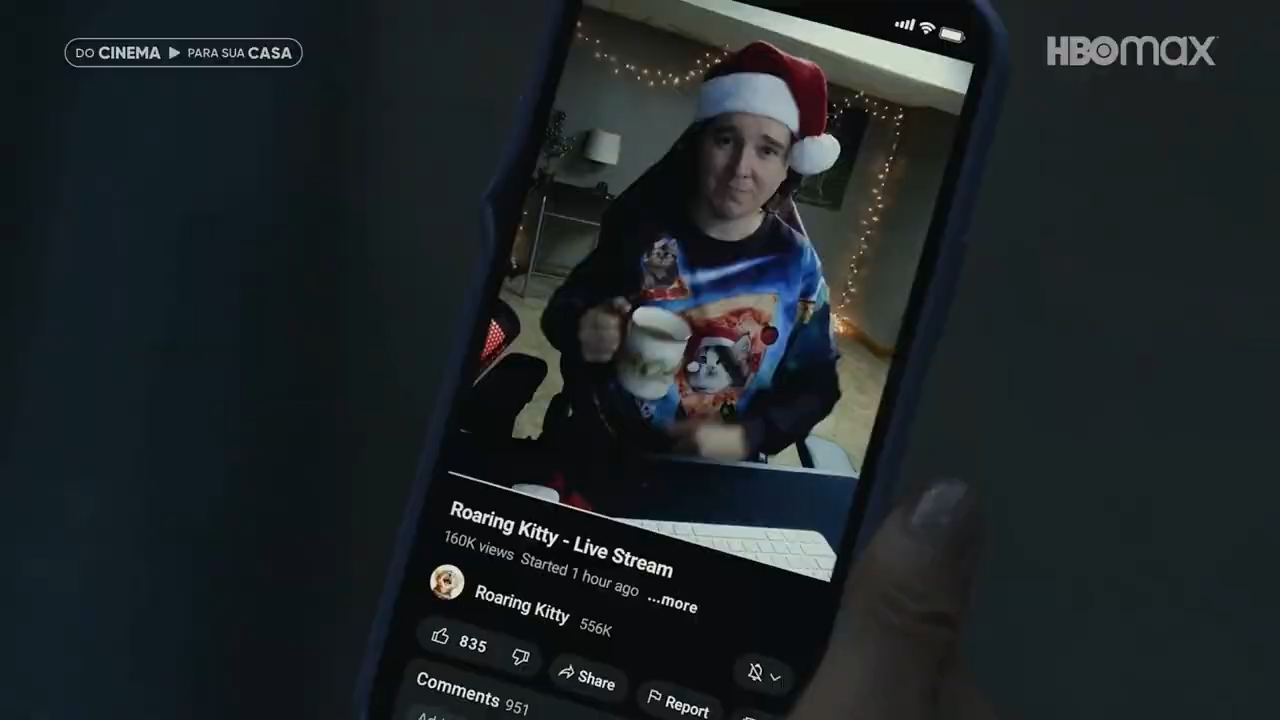 DO CINEMA PARA SUA CASA
HBOMAX
Roaring Kitty - Live Stream
160K views Started 1 hour ago ...more
Roaring Kitty 556K
835
Share
Report
Comments 951